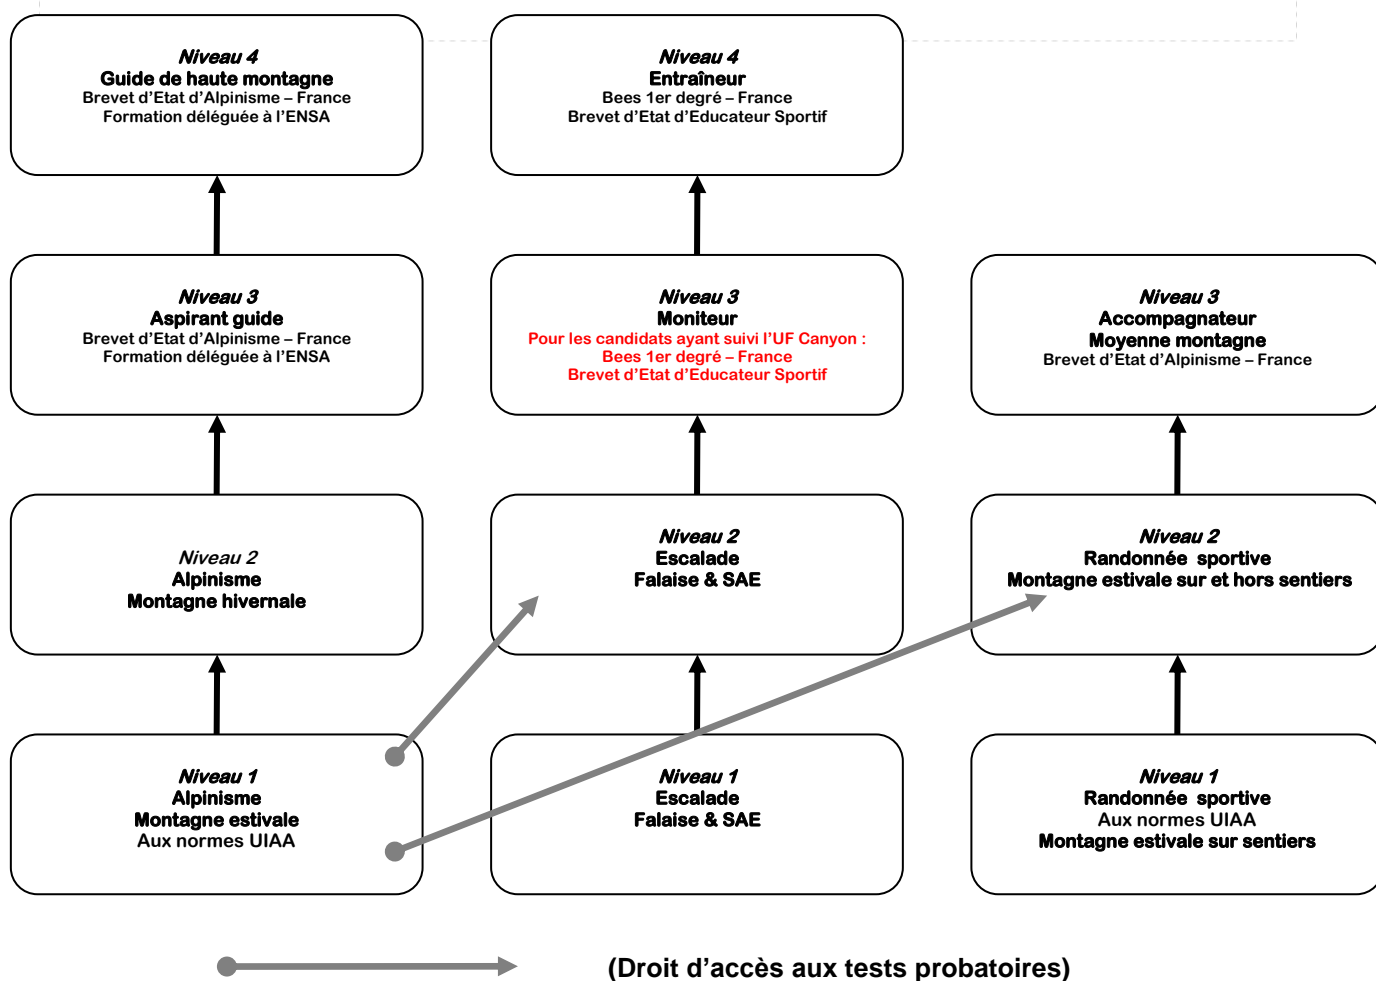 Niveau 4
Guide de haute montagne
Brevet d'Etat d'Alpinisme – France
Formation déléguée à l'ENSA
Niveau 4
Entraîneur
Bees 1er degré – France
Brevet d'Etat d'Educateur Sportif
Niveau 3
Aspirant guide
Brevet d'Etat d'Alpinisme – France
Formation déléguée à l'ENSA
Niveau 3
Moniteur
Pour les candidats ayant suivi l'UF Canyon :
Bees 1er degré – France
Brevet d'Etat d'Educateur Sportif
Niveau 3
Accompagnateur
Moyenne montagne
Brevet d'Etat d'Alpinisme – France
Niveau 2
Alpinisme
Montagne hivernale
Niveau 2
Escalade
Falaise & SAE
Niveau 2
Randonnée sportive
Montagne estivale sur et hors sentiers
Niveau 1
Alpinisme
Montagne estivale
Aux normes UIAA
Niveau 1
Escalade
Falaise & SAE
Niveau 1
Randonnée sportive
Aux normes UIAA
Montagne estivale sur sentiers
(Droit d'accès aux tests probatoires)